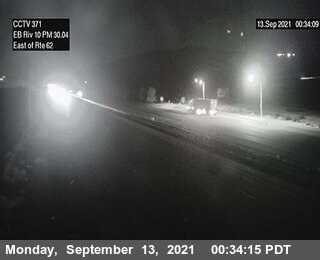 CCTV 371
EB Riv 10 PM 30.04
East of Rte 62
13.Sep 2021 00:34:09
Monday, September 13, 2021 00:34:15 PDT